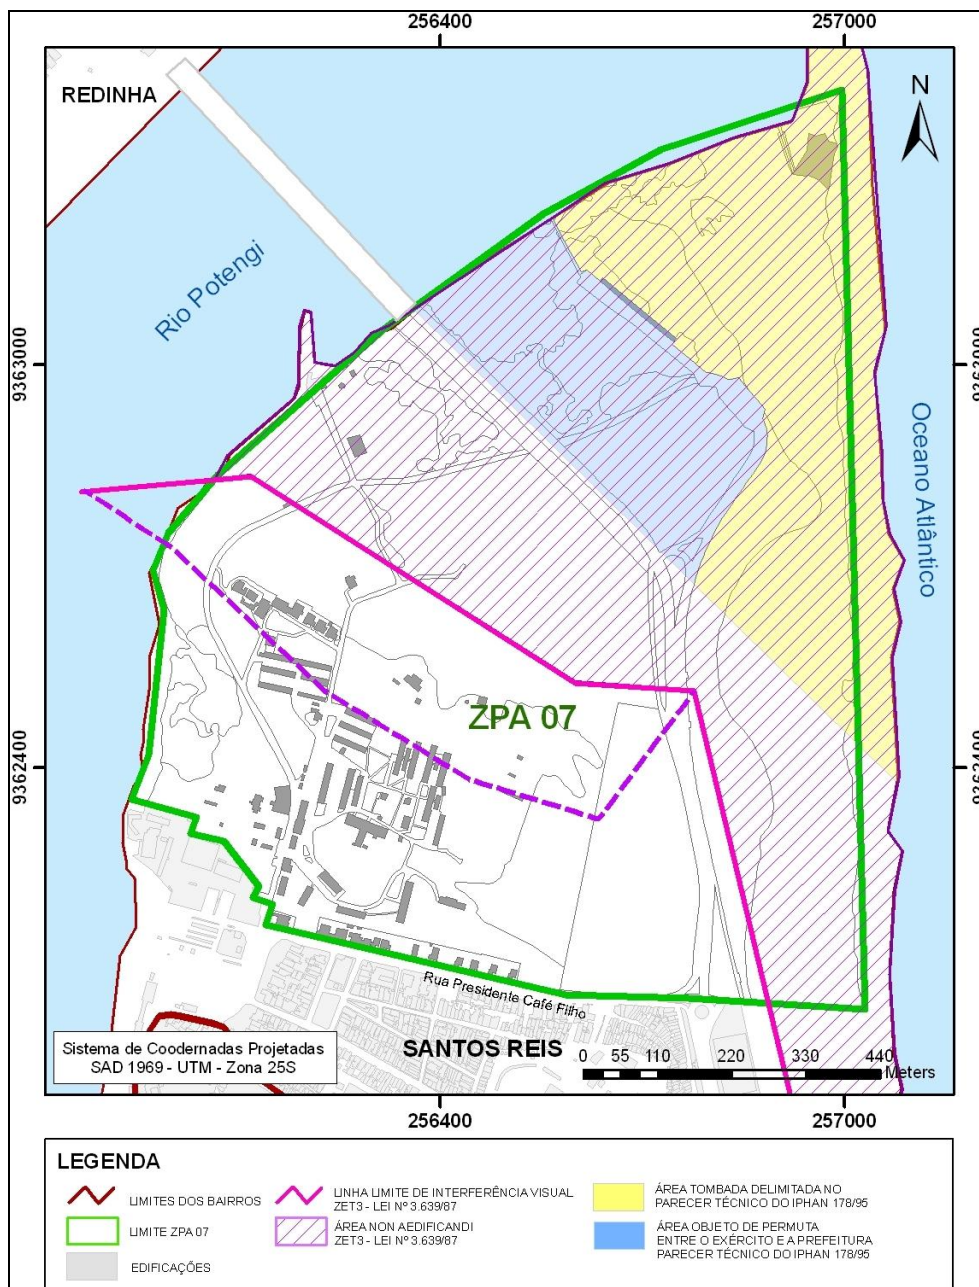 256400
257000
REDINHA
N
Rio Potengi
9363000
9363000
Oceano Atlântico
ZPA 07
9362400
9362400
Rua Presidente Café Filho
SANTOS REIS
Sistema de Coodernadas Projetadas
SAD 1969 - UTM - Zona 25S
0 55 110 220 330 440
Meters
256400
257000
LEGENDA
LIMITES DOS BAIRROS
LIMITE ZPA 07
EDIFICAÇÕES
LINHA LIMITE DE INTERFERÊNCIA VISUAL
ZET3 - LEI Nº 3.639/87
ÁREA NON AEDIFICANDI
ZET3 - LEI Nº 3.639/87
ÁREA TOMBADA DELIMITADA NO
PARECER TÉCNICO DO IPHAN 178/95
ÁREA OBJETO DE PERMUTA
ENTRE O EXÉRCITO E A PREFEITURA
PARECER TÉCNICO DO IPHAN 178/95